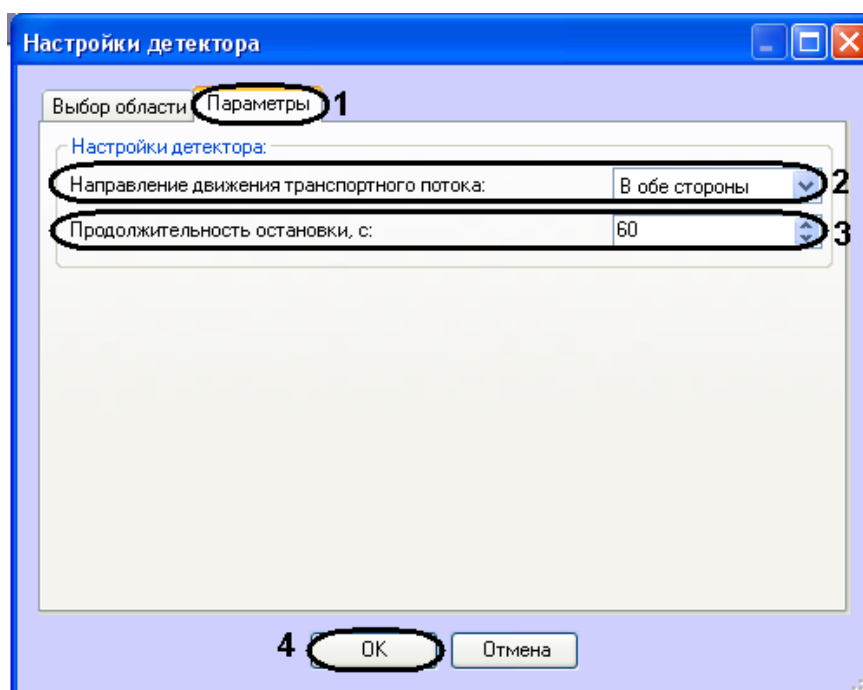 Настройки детектора
Выбор области Параметры 1
Настройки детектора:
Направление движения транспортного потока: В обе стороны 2
Продолжительность остановки, с: 60 3
4 OK Отмена